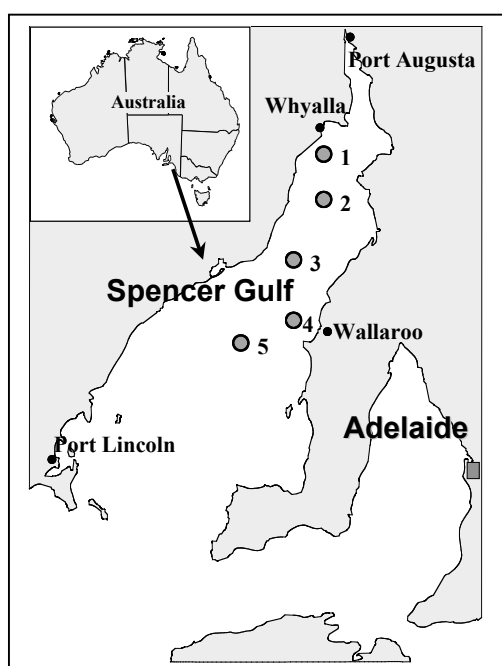 Port Augusta
Australia
Whyalla
1
2
3
Spencer Gulf
4
Wallaroo
5
Adelaide
Port Lincoln